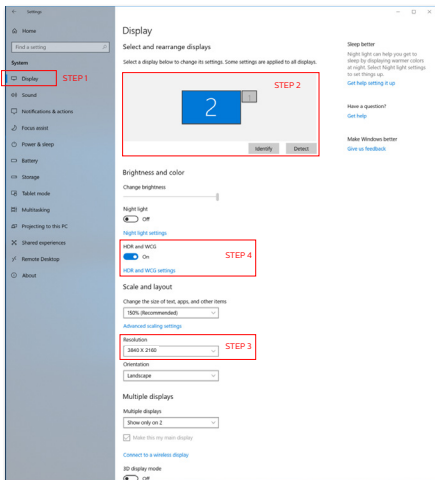 Settings
Home
Find a setting
System
Display
STEP 1
Sound
Notifications & actions
Focus assist
Power & sleep
Battery
Storage
Tablet mode
Multitasking
Projecting to this PC
Shared experiences
Remote Desktop
About
Display
Select and rearrange displays
Select a display below to change its settings. Some settings are applied to all displays.
STEP 2
2
1
Identify
Detect
Brightness and color
Change brightness
Night light
Off
Night light settings
HDR and WCG
On
STEP 4
HDR and WCG settings
Scale and layout
Change the size of text, apps, and other items
150% (Recommended)
Advanced scaling settings
Resolution
3840 X 2160
STEP 3
Orientation
Landscape
Multiple displays
Multiple displays
Show only on 2
Make this my main display
Connect to a wireless display
3D display mode
Off
Sleep better
Night light can help you get to
sleep by displaying warmer colors
at night. Select Night light settings
to set things up.
Get help setting it up
Have a question?
Get help
Make Windows better
Give us feedback